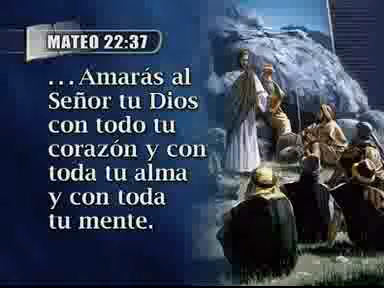 MATEO 22:37
...Amarás al
Señor tu Dios
con todo tu
corazón y con
toda tu alma
y con toda
tu mente.